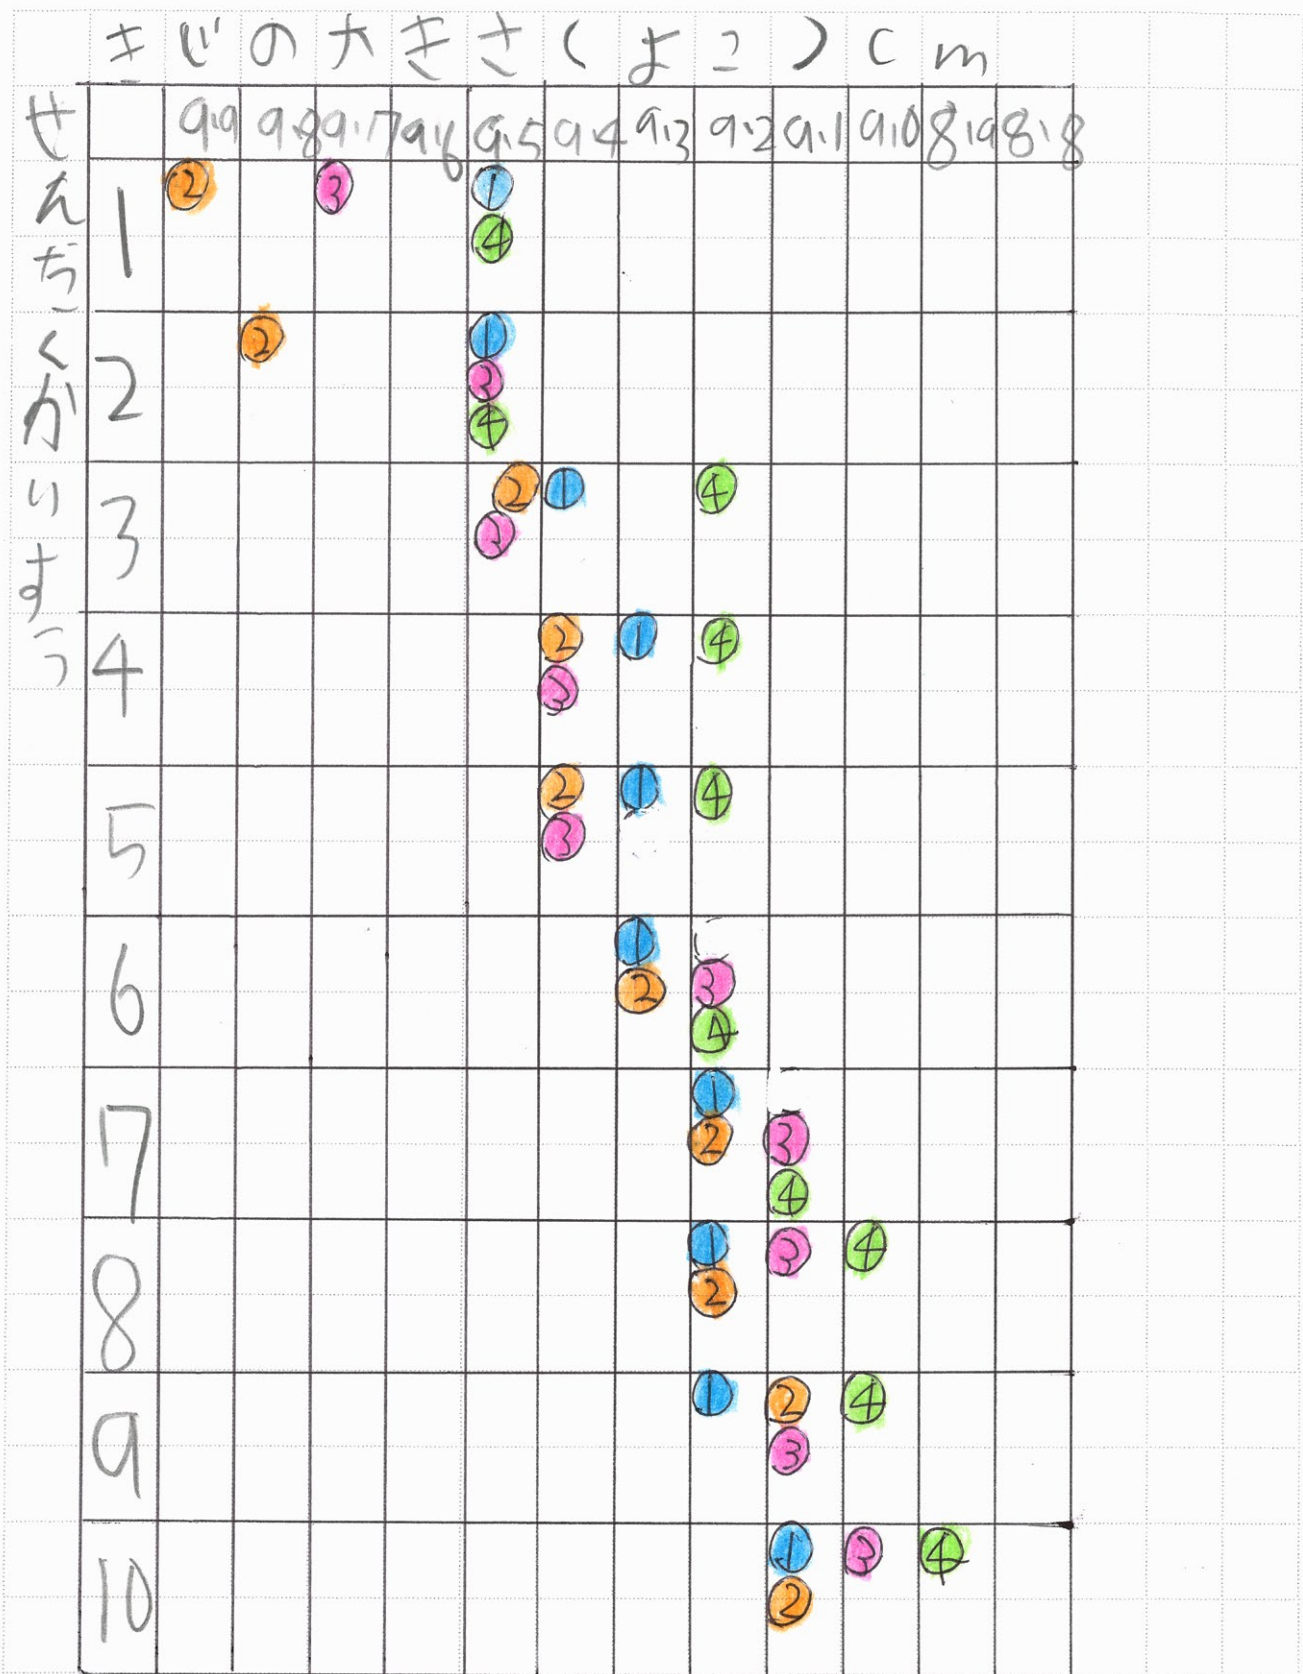 きじの大きさ(よこ)cm
せんたくかいすう
9.9 9.8 9.7 9.6 9.5 9.4 9.3 9.2 9.1 9.0 8.9 8.8
1 ② ③ ①
④
2 ② ①
③
④
3 ② ① ④
③
4 ② ① ④
③
5 ② ① ④
③
6 ①
② ③
④
7 ①
② ③
④
8 ① ③ ④
②
9 ① ② ④
③
10 ① ③ ④
②